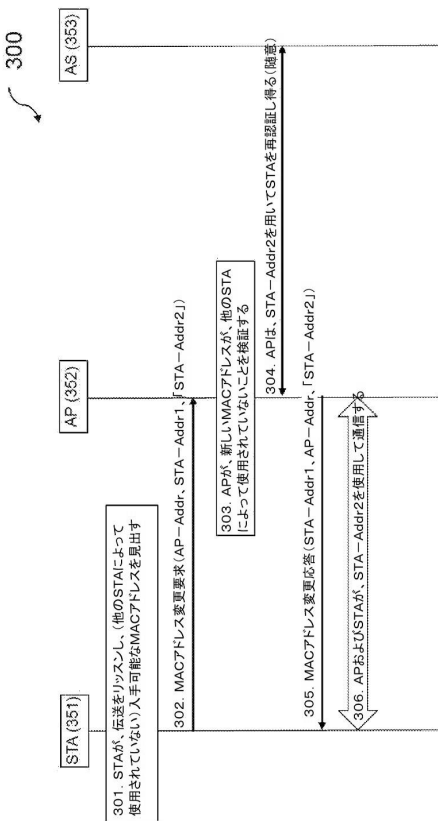 300
STA (351)
AP (352)
AS (353)
301. STAが、伝送をリッスンし、(他のSTAによって
使用されていない)入手可能なMACアドレスを見出す
302. MACアドレス変更要求(AP－Addr、STA－Addr1、「STA－Addr2」)
303. APが、新しいMACアドレスが、他のSTA
によって使用されていないことを検証する
304. APは、STA－Addr2を用いてSTAを再認証し得る(随意)
305. MACアドレス変更応答(STA－Addr1、AP－Addr、「STA－Addr2」)
306. APおよびSTAが、STA－Addr2を使用して通信する